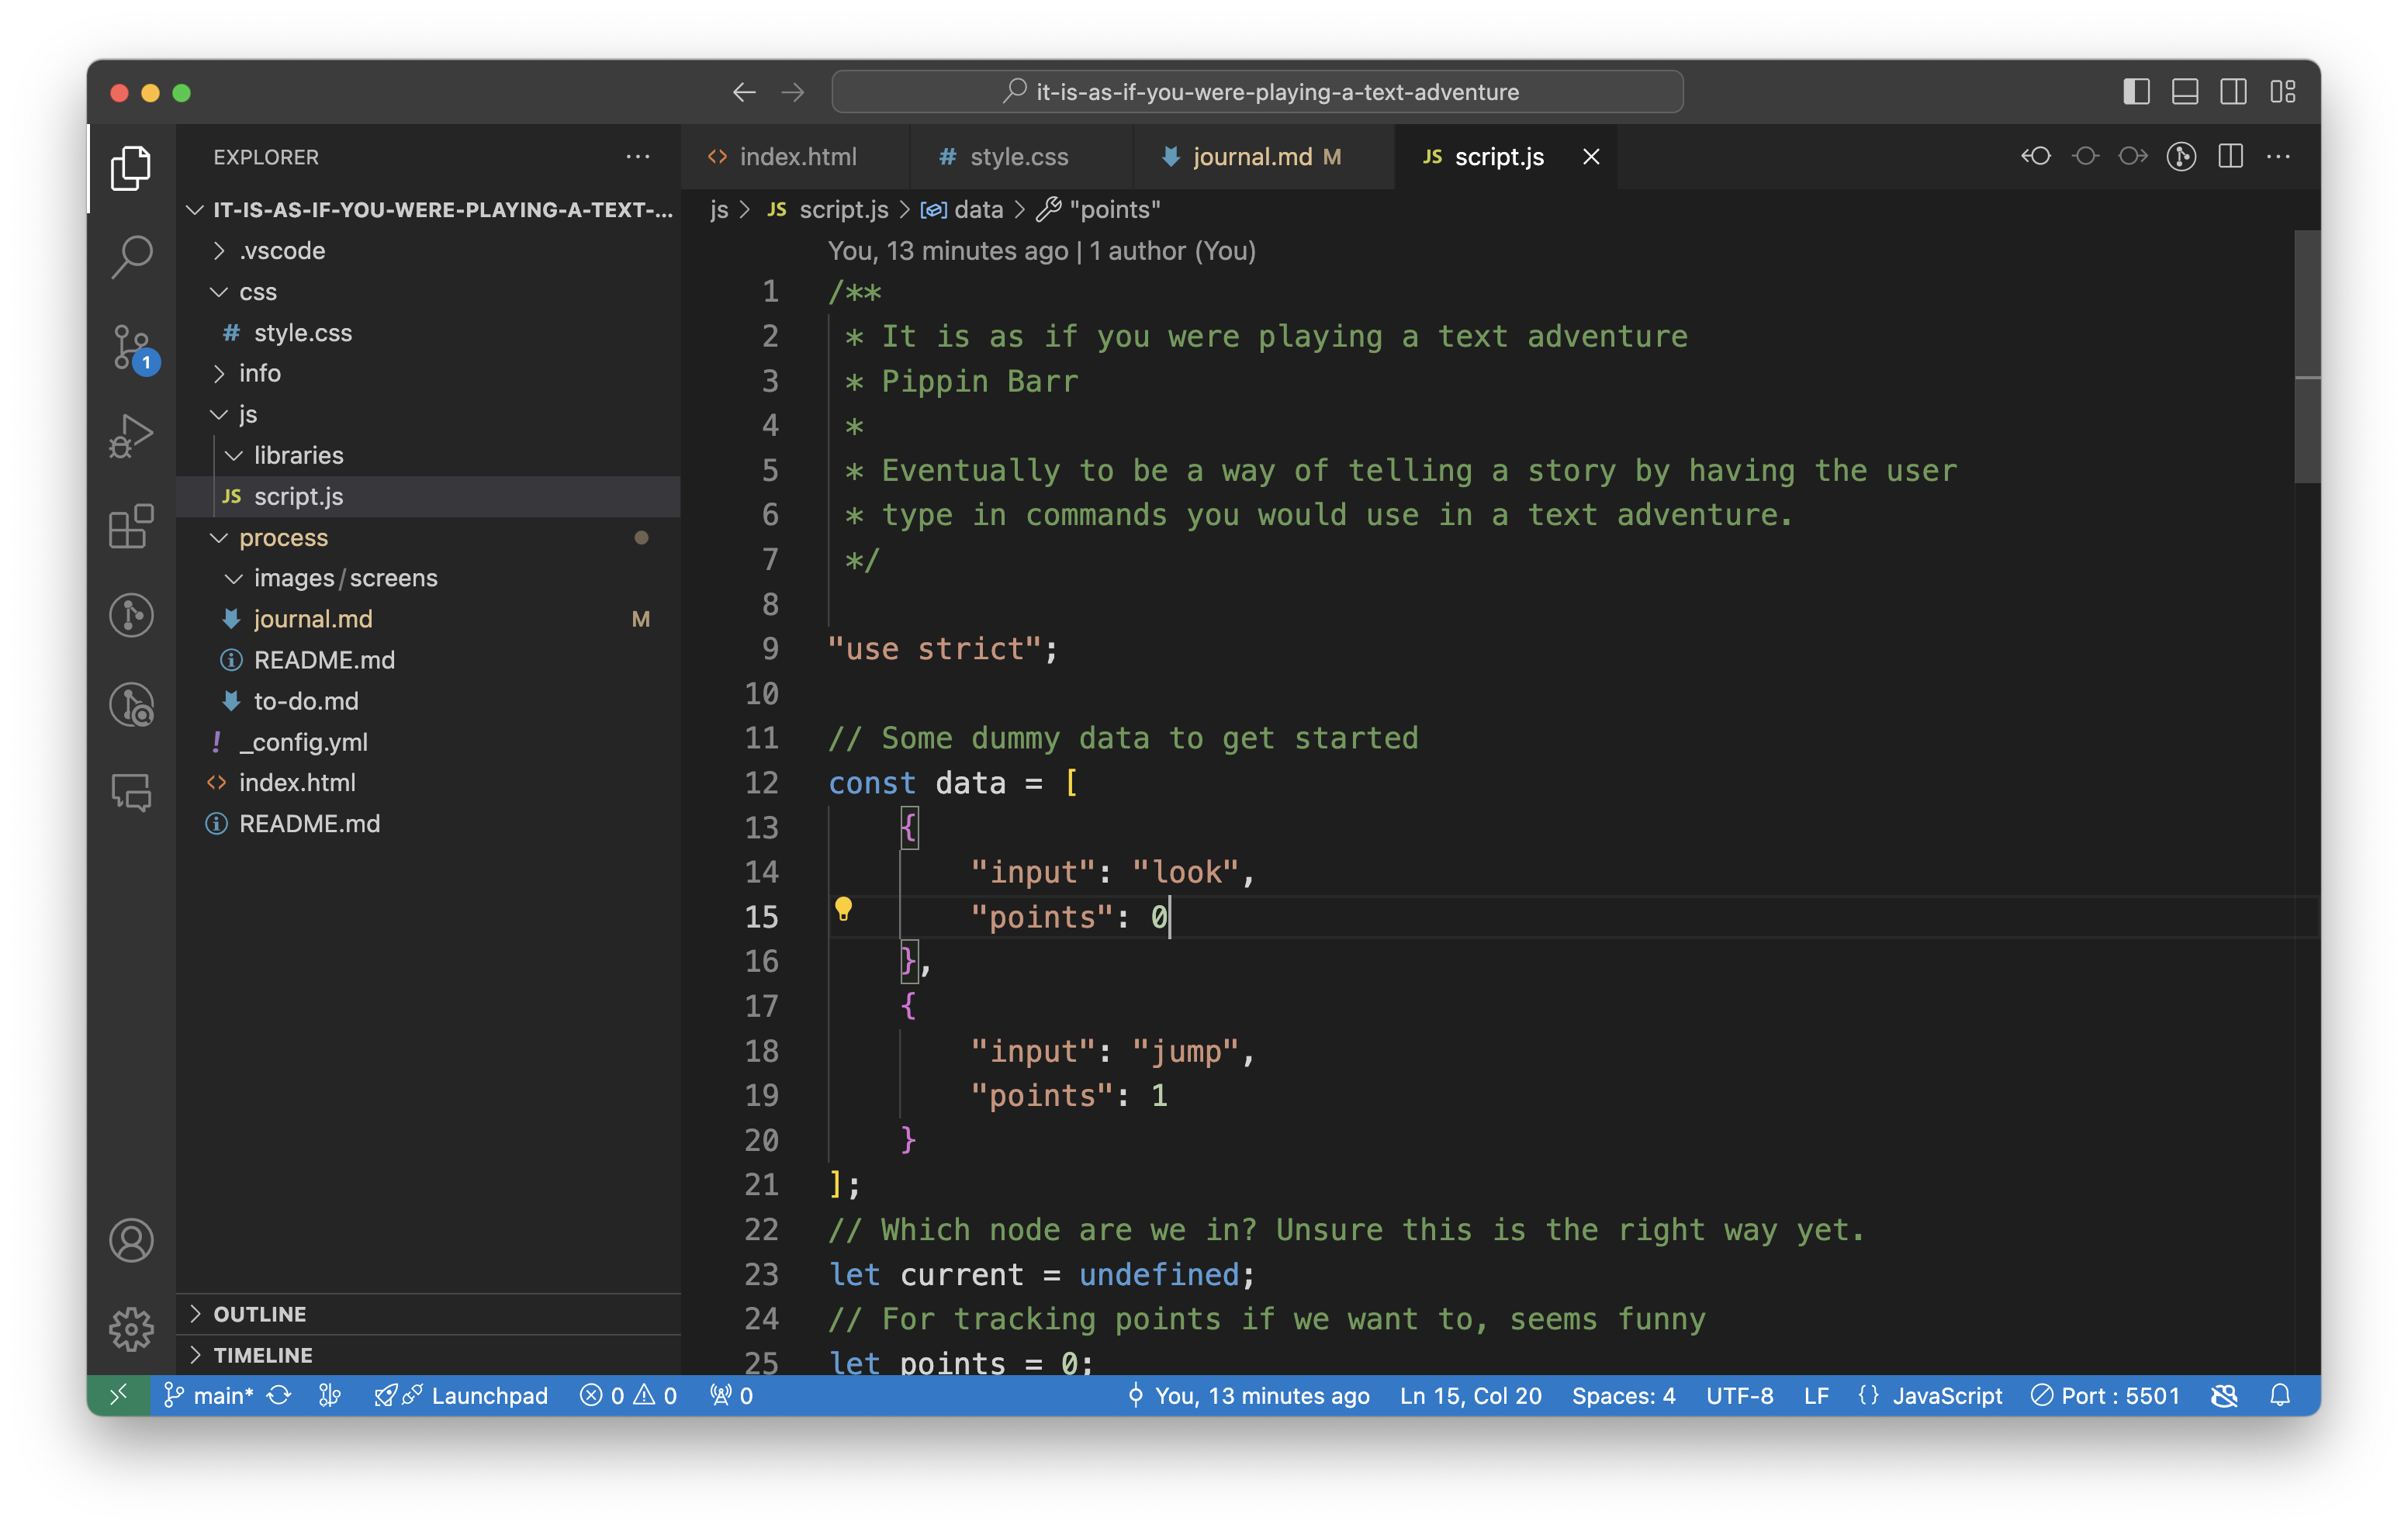 it-is-as-if-you-were-playing-a-text-adventure
EXPLORER
IT-IS-AS-IF-YOU-WERE-PLAYING-A-TEXT-...
.vscode
css
# style.css
info
js
libraries
JS script.js
process
images/screens
journal.md M
README.md
to-do.md
! _config.yml
<> index.html
README.md
OUTLINE
TIMELINE
1
<> index.html
# style.css
journal.md M
JS script.js
js > JS script.js > data > "points"
You, 13 minutes ago | 1 author (You)
1 /**
2 * It is as if you were playing a text adventure
3 * Pippin Barr
4 *
5 * Eventually to be a way of telling a story by having the user
6 * type in commands you would use in a text adventure.
7 */
8
9 "use strict";
10
11 // Some dummy data to get started
12 const data = [
13 {
14 "input": "look",
15 "points": 0
16 },
17 {
18 "input": "jump",
19 "points": 1
20 }
21 ];
22 // Which node are we in? Unsure this is the right way yet.
23 let current = undefined;
24 // For tracking points if we want to, seems funny
25 let points = 0;
main* Launchpad 0 0 0 You, 13 minutes ago Ln 15, Col 20 Spaces: 4 UTF-8 LF {} JavaScript Port : 5501